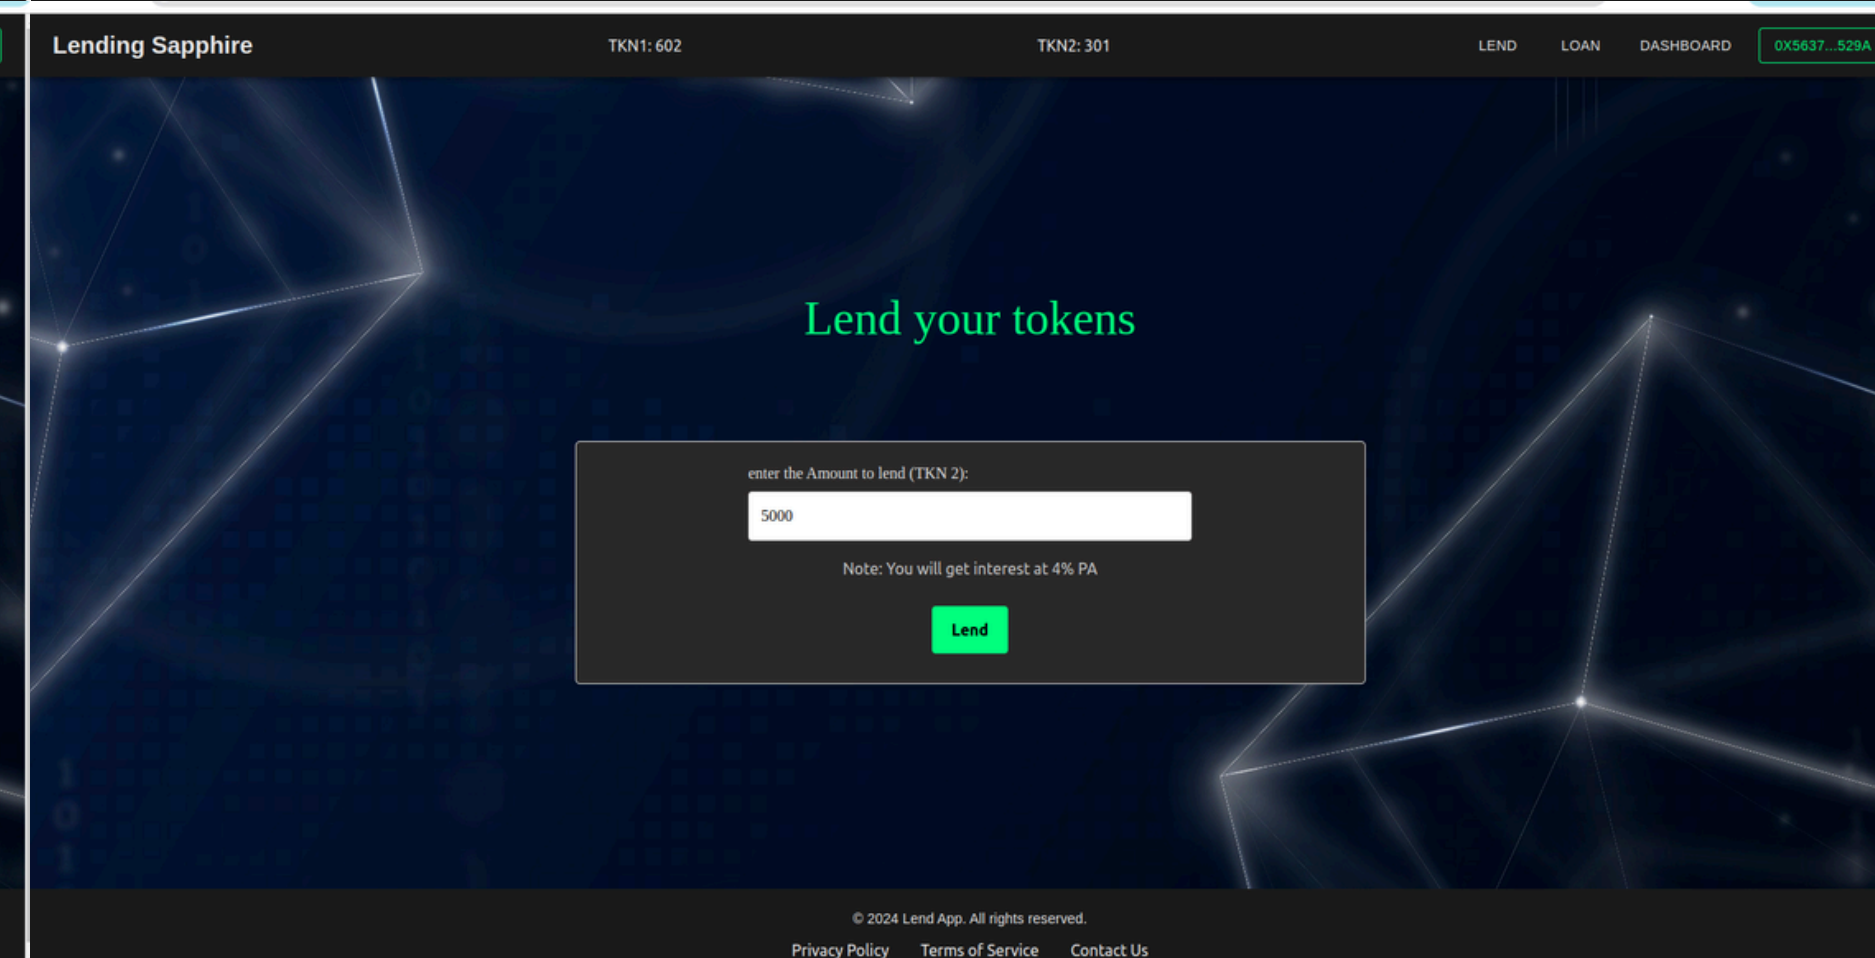 Lending Sapphire TKN1: 602 TKN2: 301 LEND LOAN DASHBOARD 0X5637...529A
Lend your tokens
enter the Amount to lend (TKN 2):
5000
Note: You will get interest at 4% PA
Lend
© 2024 Lend App. All rights reserved.
Privacy Policy Terms of Service Contact Us